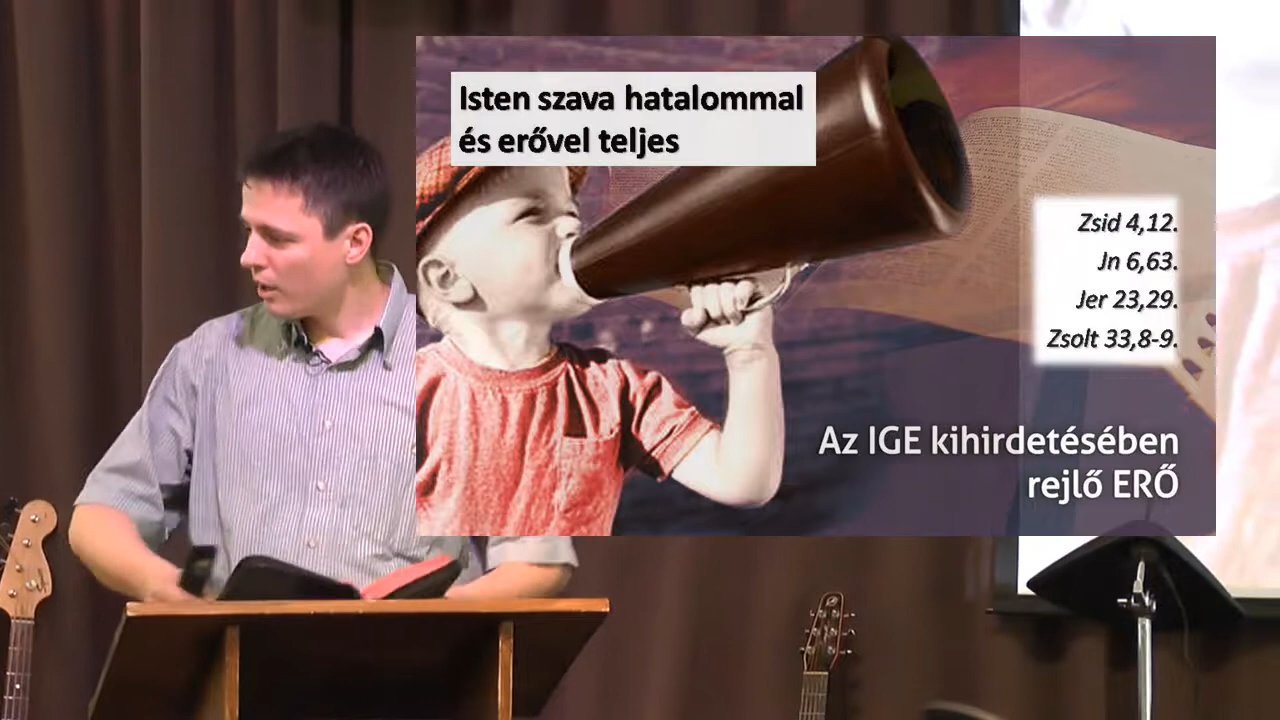 Isten szava hatalommal
és erővel teljes
Zsid 4,12.
Jn 6,63.
Jer 23,29.
Zsolt 33,8-9.
Az IGE kihirdetésében
rejlő ERŐ